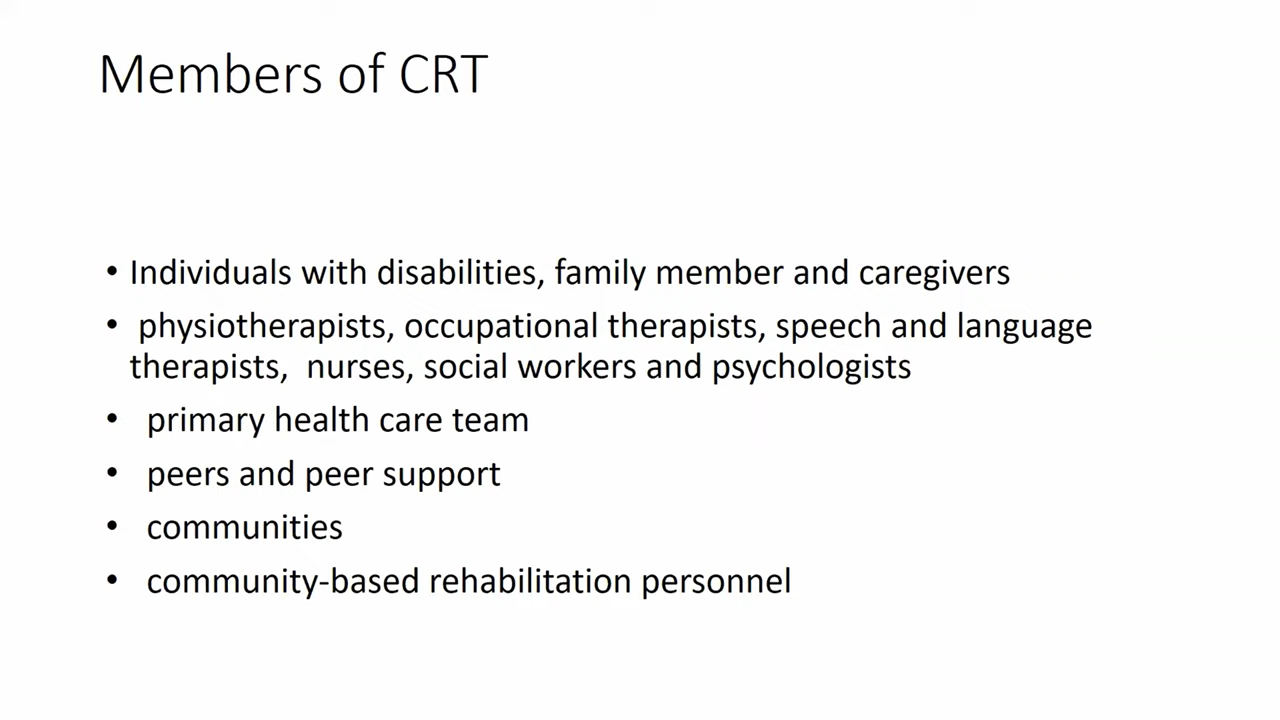 Members of CRT
• Individuals with disabilities, family member and caregivers
• physiotherapists, occupational therapists, speech and language
therapists, nurses, social workers and psychologists
• primary health care team
• peers and peer support
• communities
• community-based rehabilitation personnel